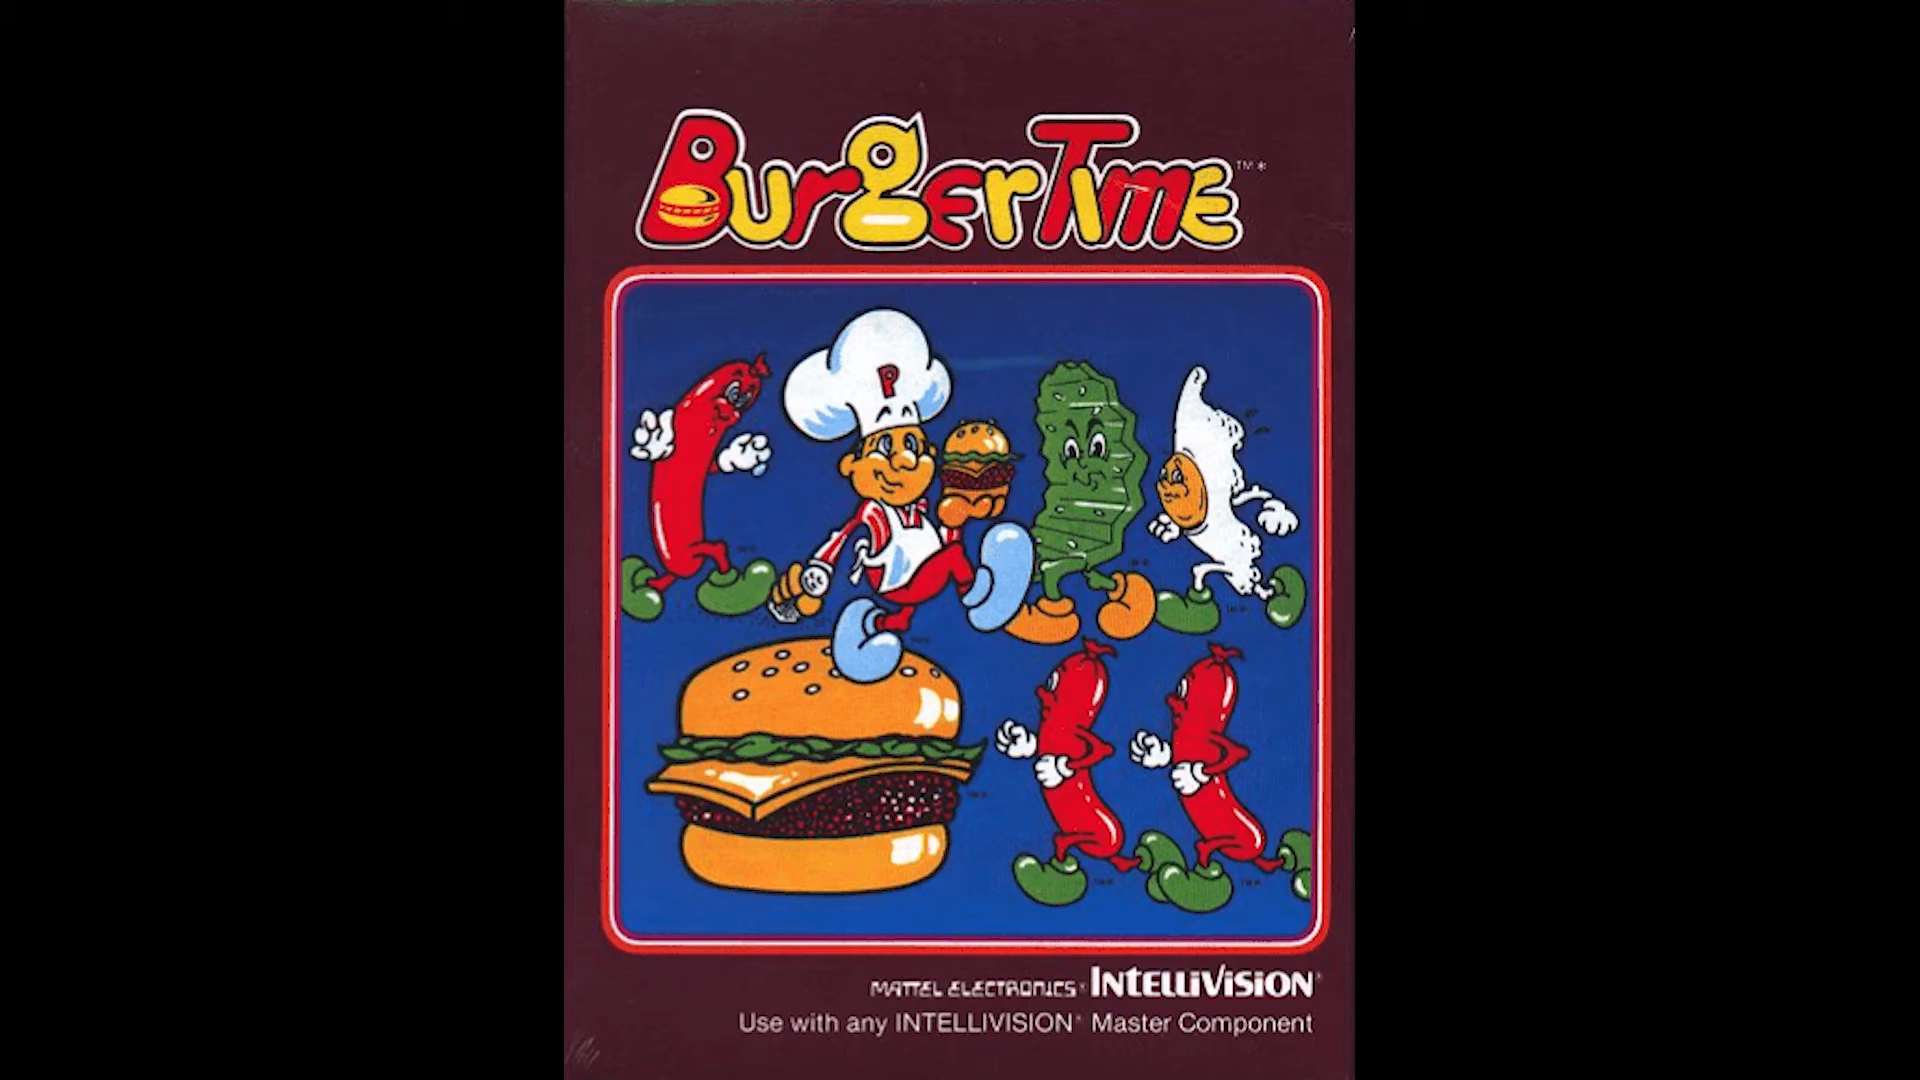 BurgerTime™*
P
MATTEL ELECTRONICS® INTELLIVISION®
Use with any INTELLIVISION® Master Component